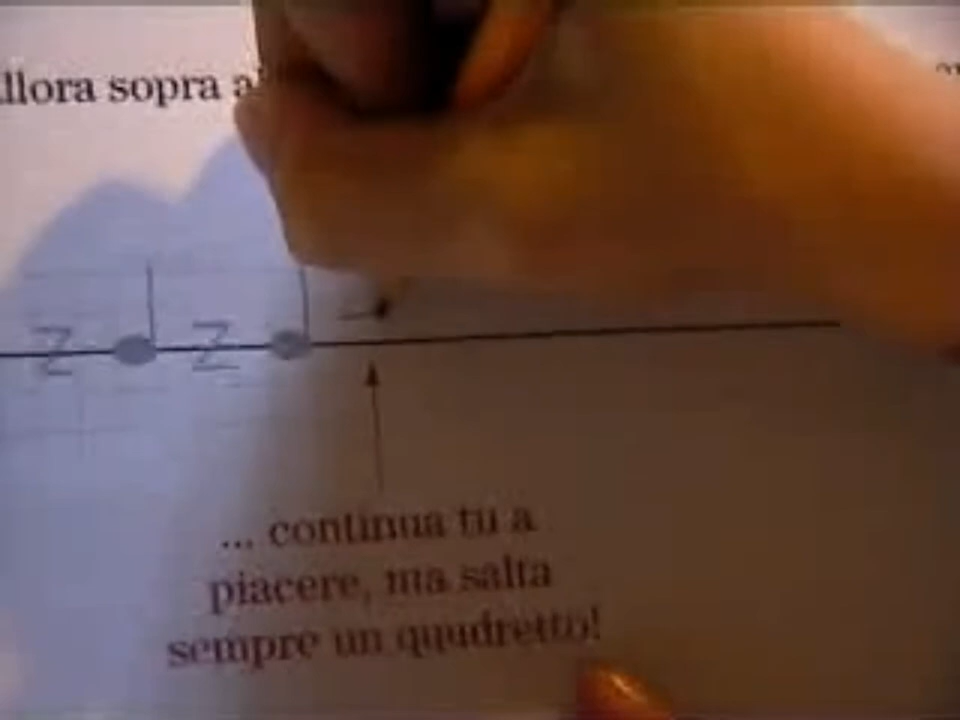 llora sopra a
Z Z
... continua tu a
piacere, ma salta
sempre un quadretto!